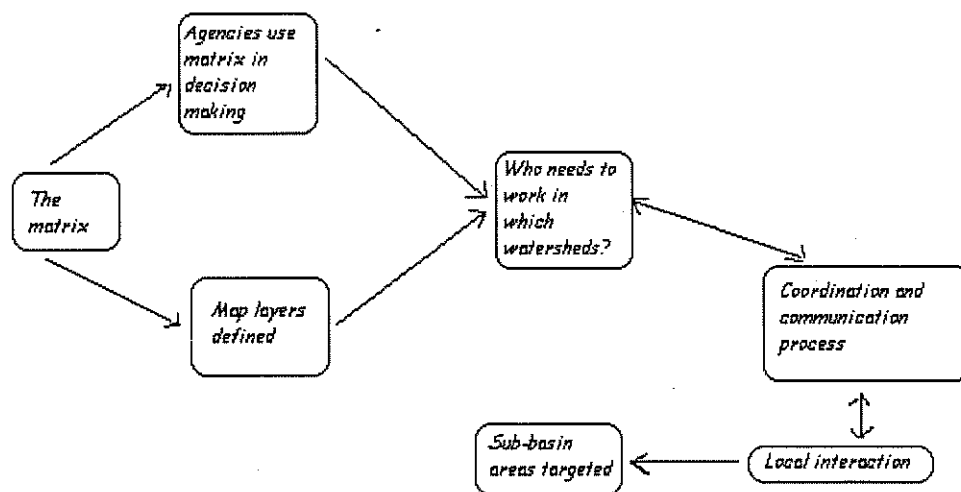 Agencies use
matrix in
decision
making
The
matrix
Map layers
defined
Who needs to
work in
which
watersheds?
Coordination and
communication
process
Local interaction
Sub-basin
areas targeted